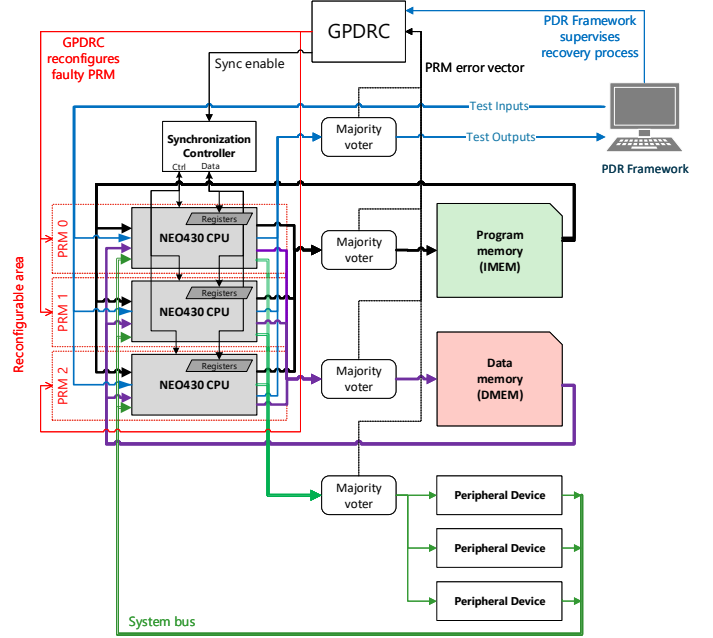 GPDRC
PDR Framework
supervises
recovery process
GPDRC
reconfigures
faulty PRM
Sync enable
PRM error vector
Test Inputs
Majority
voter
Test Outputs
PDR Framework
Synchronization
Controller
Ctrl
Data
Reconfigurable area
PRM 0
Registers
NEO430 CPU
Majority
voter
Program
memory
(IMEM)
PRM 1
Registers
NEO430 CPU
PRM 2
Registers
NEO430 CPU
Majority
voter
Data
memory
(DMEM)
Majority
voter
Peripheral Device
Peripheral Device
Peripheral Device
System bus